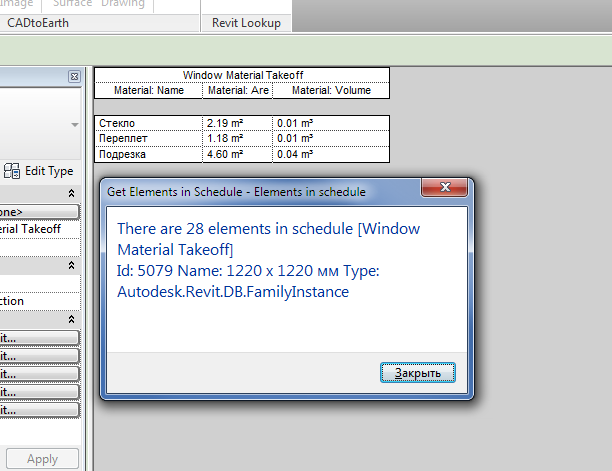 Image Surface Drawing
CADtoEarth Revit Lookup
Window Material Takeoff
Material: Name Material: Are Material: Volume
Стекло 2.19 m² 0.01 m³
Переплет 1.18 m² 0.01 m³
Подрезка 4.60 m² 0.04 m³
Edit Type
one>
erial Takeoff
ction
it...
it...
it...
it...
it...
Apply
Get Elements in Schedule - Elements in schedule
There are 28 elements in schedule [Window
Material Takeoff]
Id: 5079 Name: 1220 x 1220 мм Type:
Autodesk.Revit.DB.FamilyInstance
Закрыть